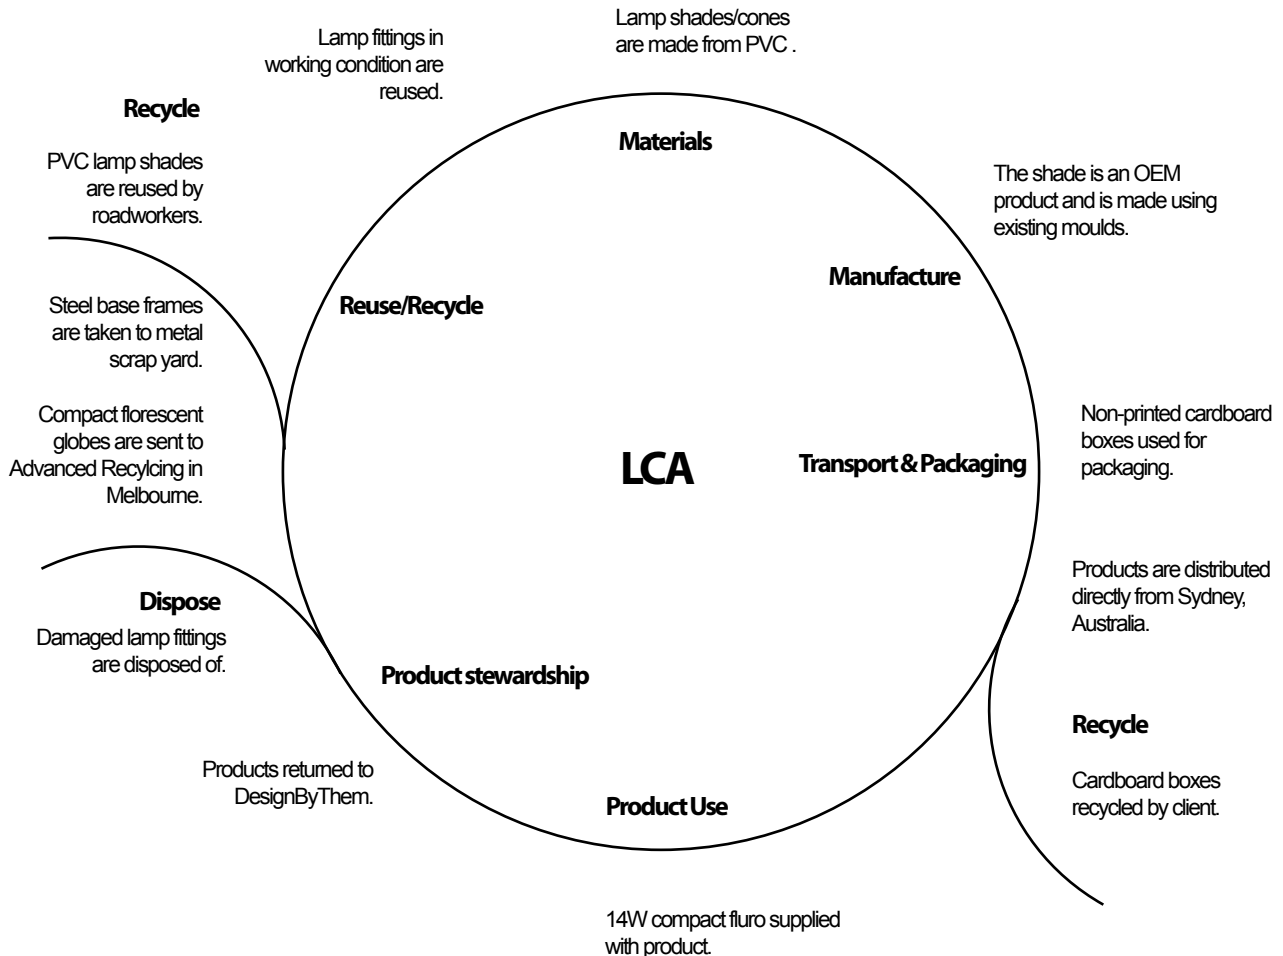 Lamp shades/cones
are made from PVC .
Lamp fittings in
working condition are
reused.
Recycle
PVC lamp shades
are reused by
roadworkers.
Materials
The shade is an OEM
product and is made using
existing moulds.
Manufacture
Reuse/Recycle
Steel base frames
are taken to metal
scrap yard.
Compact florescent
globes are sent to
Advanced Recylcing in
Melbourne.
LCA
Transport & Packaging
Non-printed cardboard
boxes used for
packaging.
Products are distributed
directly from Sydney,
Australia.
Dispose
Damaged lamp fittings
are disposed of.
Product stewardship
Recycle
Cardboard boxes
recycled by client.
Products returned to
DesignByThem.
Product Use
14W compact fluro supplied
with product.